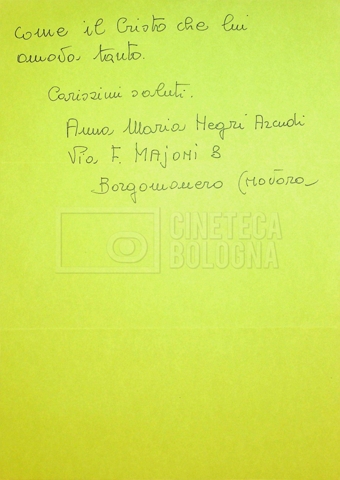 come il Cristo che lui
amava tanto.
Carissimi saluti.
Anna Maria Negri Arcudi
Via F. MAJONI 8
Borgomanero (Novara
CINETECA
BOLOGNA